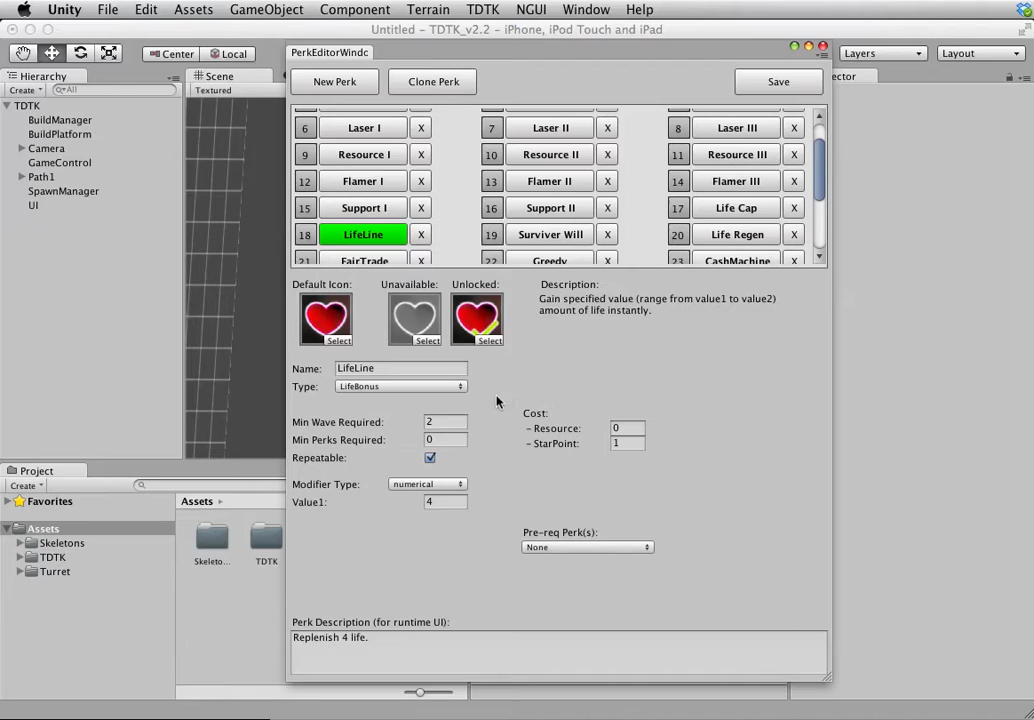 Unity File Edit Assets GameObject Component Terrain TDTK NGUI Window Help
Untitled - TDTK_v2.2 - iPhone, iPod Touch and iPad
Center Local Layers Layout
Hierarchy
Create All
TDTK
BuildManager
BuildPlatform
Camera
GameControl
Path1
SpawnManager
UI
Scene
Textured
PerkEditorWindc
New Perk Clone Perk Save
6 Laser I X 7 Laser II X 8 Laser III X
9 Resource I X 10 Resource II X 11 Resource III X
12 Flamer I X 13 Flamer II X 14 Flamer III X
15 Support I X 16 Support II X 17 Life Cap X
18 LifeLine X 19 Surviver Will X 20 Life Regen X
21 FairTrade X 22 Greedy X 23 CashMachine X
Default Icon: Unavailable: Unlocked: Description:
Gain specified value (range from value1 to value2)
amount of life instantly.
Select Select Select
Name: LifeLine
Type: LifeBonus
Min Wave Required: 2
Min Perks Required: 0
Repeatable:
Cost:
- Resource: 0
- StarPoint: 1
Modifier Type: numerical
Value1: 4
Pre-req Perk(s):
None
Perk Description (for runtime UI):
Replenish 4 life.
ctor
Project
Create
Favorites
Assets
Skeletons
TDTK
Turret
Assets
Skeleto... TDTK